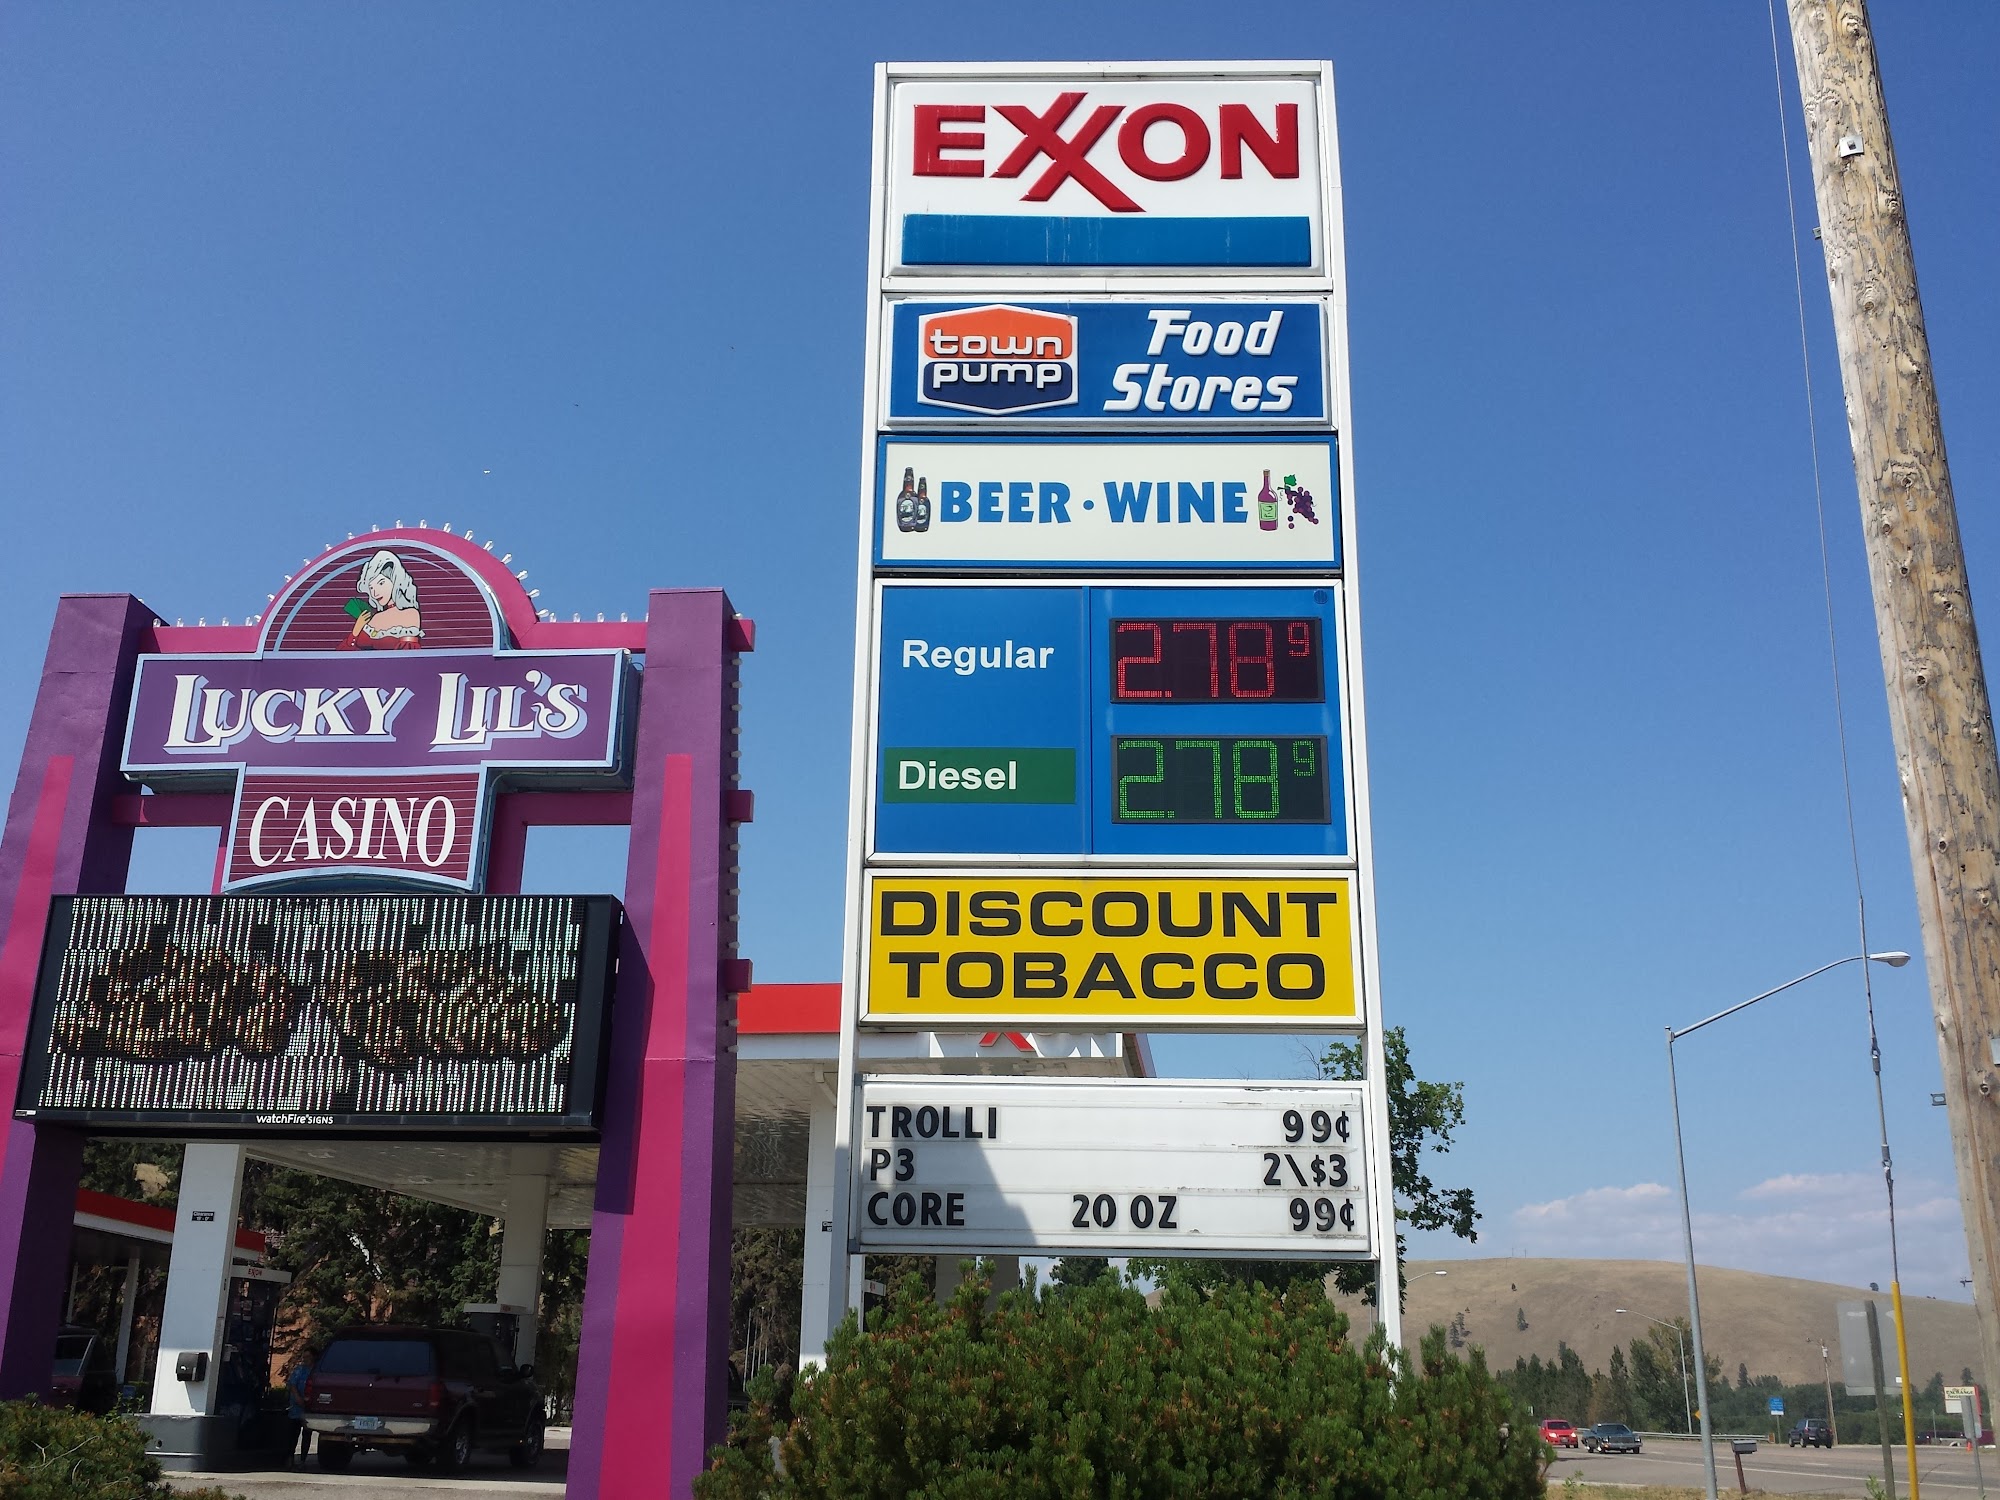 EXXON
town
pump
Food
Stores
BEER · WINE
Regular
2.78 9
Diesel
2.78 9
DISCOUNT
TOBACCO
TROLLI 99¢
P3 2\$3
CORE 20 OZ 99¢
LUCKY LIL'S
CASINO
watchFire SIGNS
EXXON